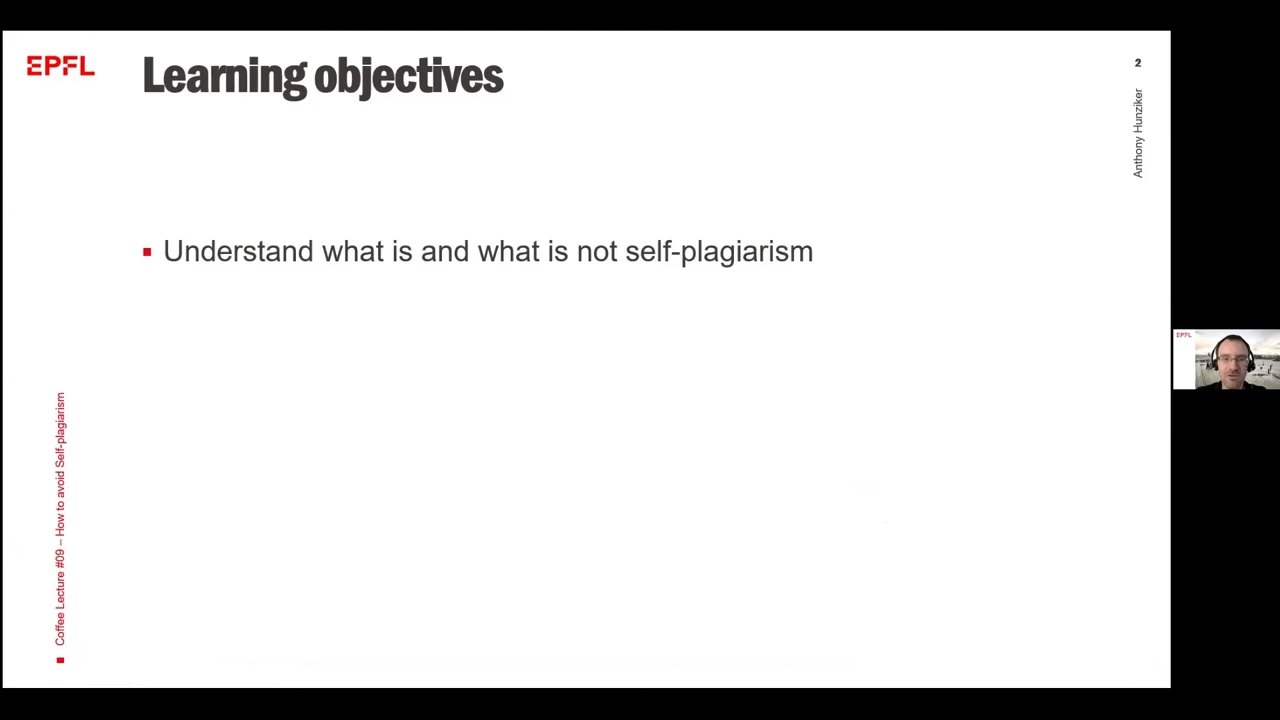 EPFL
Learning objectives
2
Anthony Hunziker
▪ Understand what is and what is not self-plagiarism
Coffee Lecture #09 – How to avoid Self-plagiarism
EPFL